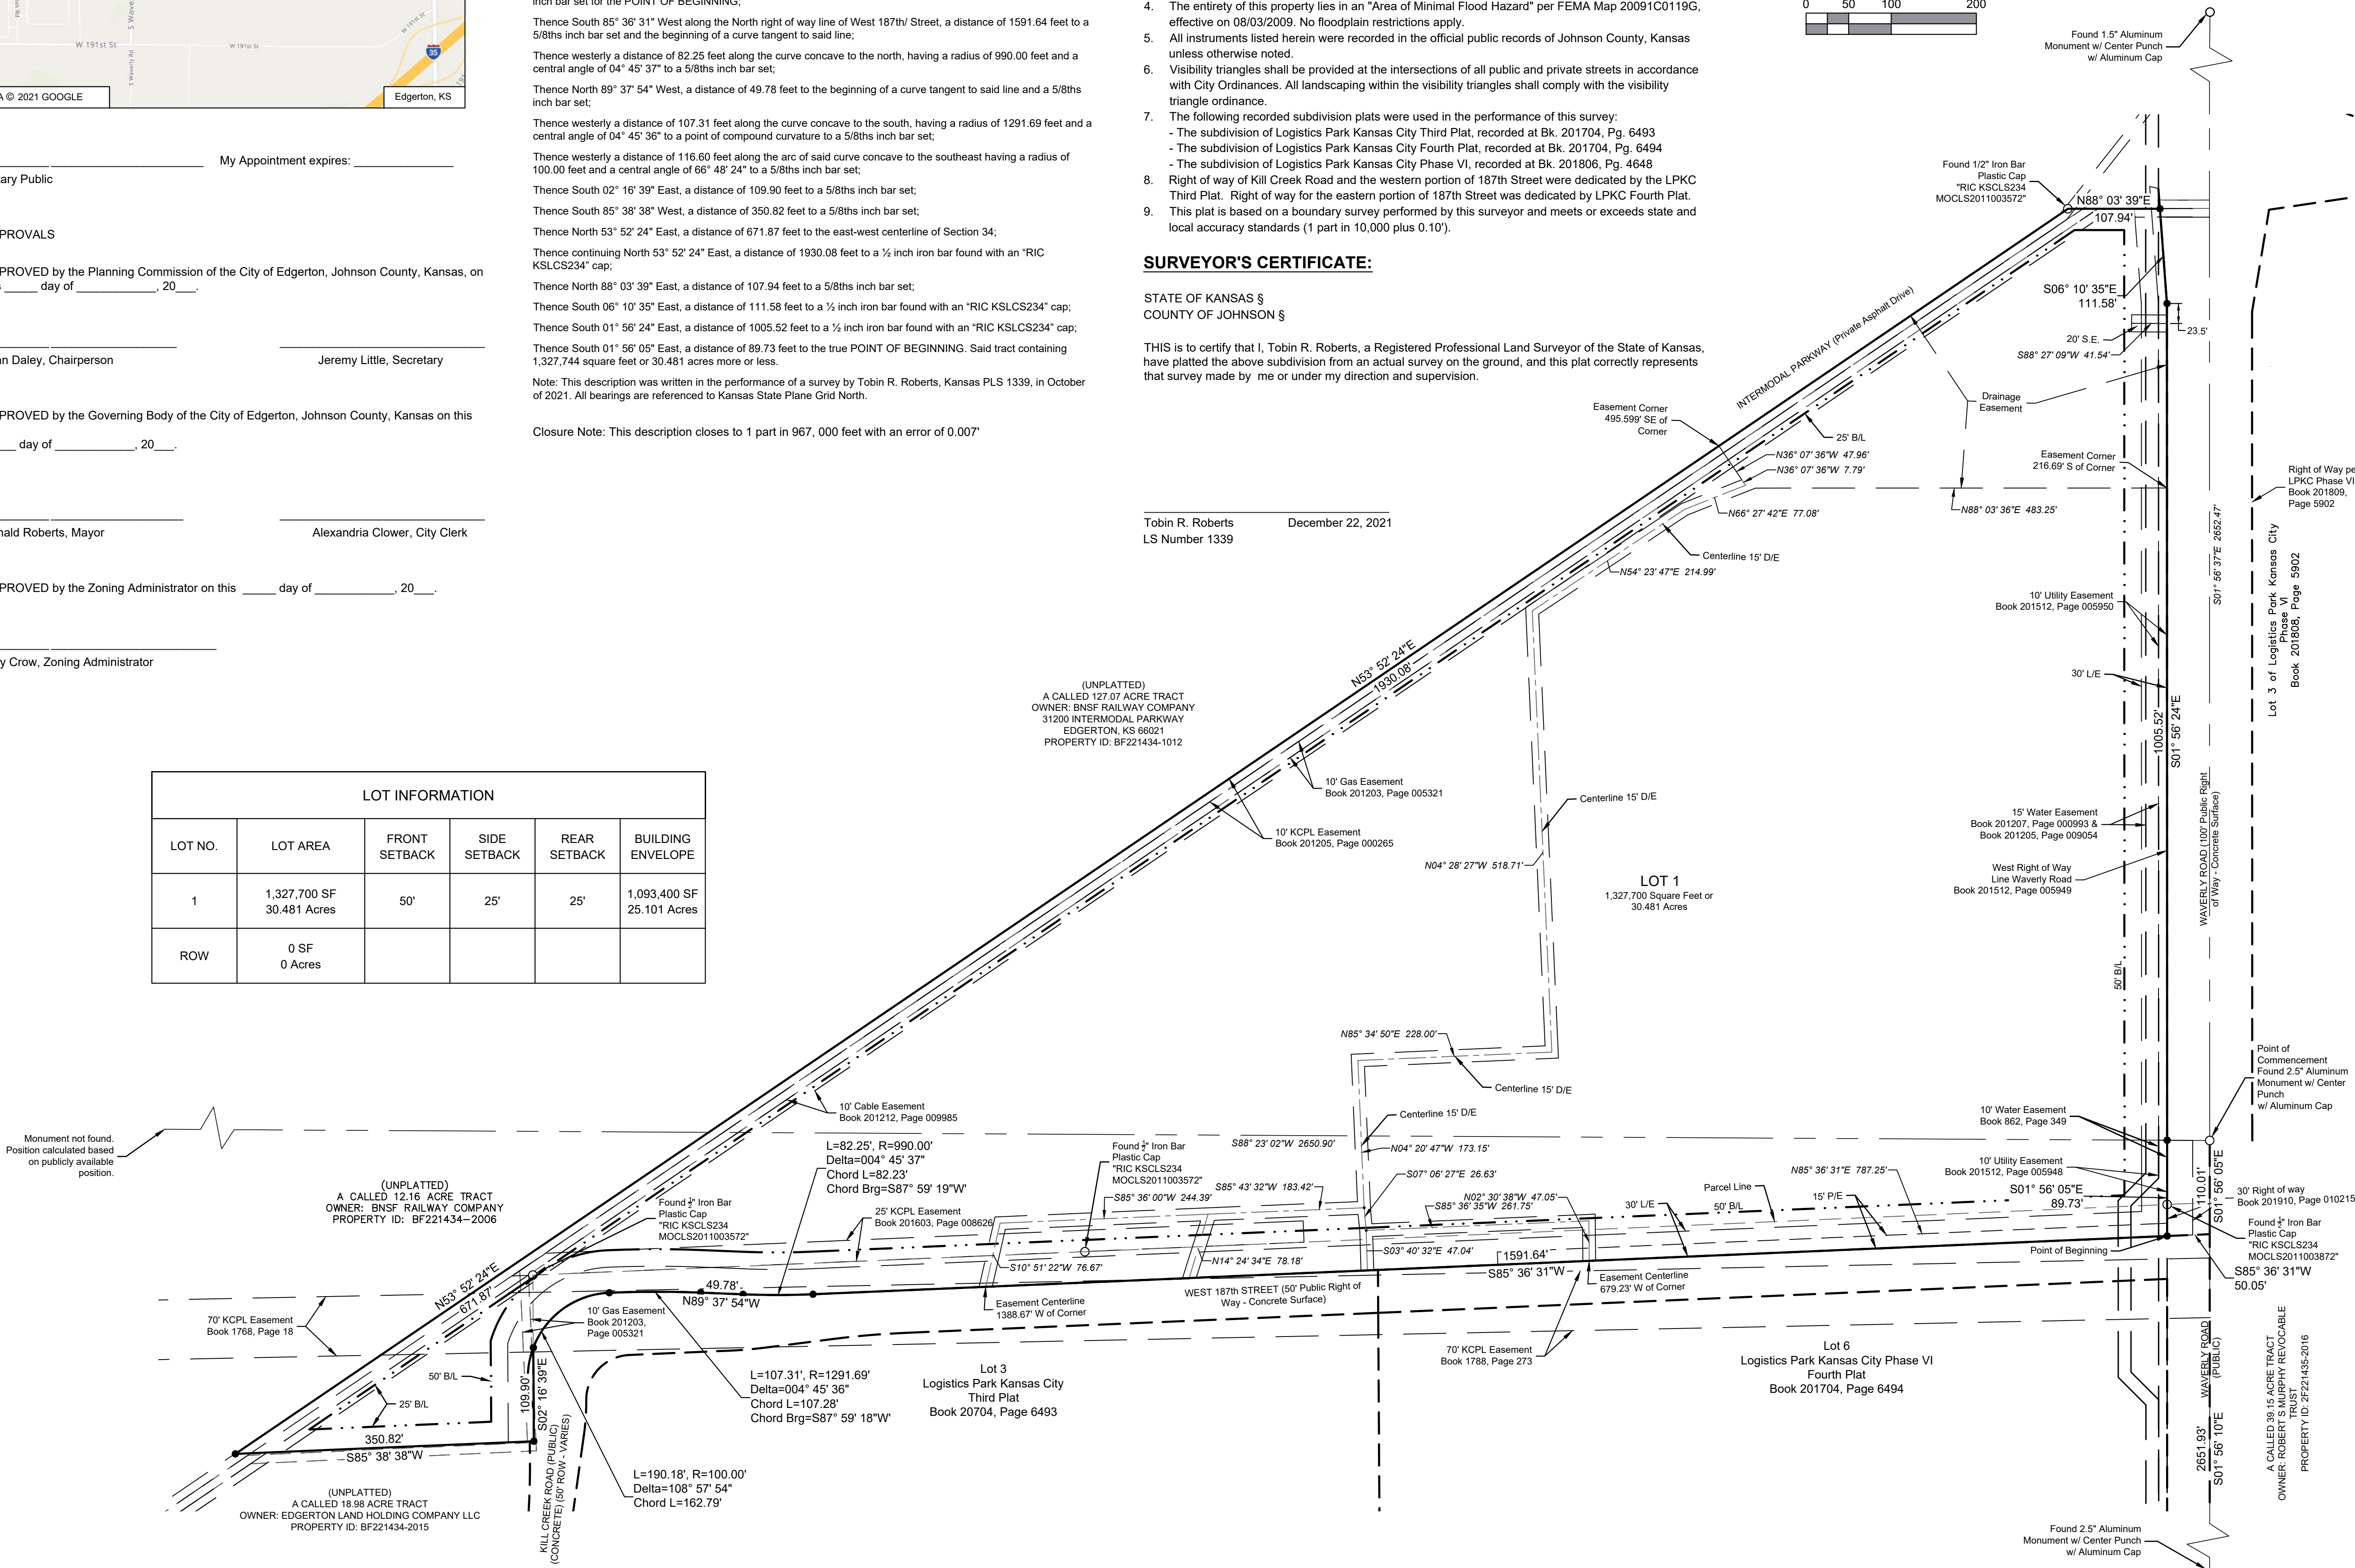 S Wav
S Waverly Rd
W 191st St
W 191st St
W 191st St
35
A © 2021 GOOGLE
Edgerton, KS
My Appointment expires: _______________
tary Public
PROVALS
PROVED by the Planning Commission of the City of Edgerton, Johnson County, Kansas, on
s _____ day of ____________, 20___.
nn Daley, Chairperson
Jeremy Little, Secretary
PROVED by the Governing Body of the City of Edgerton, Johnson County, Kansas on this
___ day of ____________, 20___.
nald Roberts, Mayor
Alexandria Clower, City Clerk
PROVED by the Zoning Administrator on this _____ day of ____________, 20___.
y Crow, Zoning Administrator
inch bar set for the POINT OF BEGINNING;
Thence South 85° 36' 31" West along the North right of way line of West 187th/ Street, a distance of 1591.64 feet to a
5/8ths inch bar set and the beginning of a curve tangent to said line;
Thence westerly a distance of 82.25 feet along the curve concave to the north, having a radius of 990.00 feet and a
central angle of 04° 45' 37" to a 5/8ths inch bar set;
Thence North 89° 37' 54" West, a distance of 49.78 feet to the beginning of a curve tangent to said line and a 5/8ths
inch bar set;
Thence westerly a distance of 107.31 feet along the curve concave to the south, having a radius of 1291.69 feet and a
central angle of 04° 45' 36" to a point of compound curvature to a 5/8ths inch bar set;
Thence westerly a distance of 116.60 feet along the arc of said curve concave to the southeast having a radius of
100.00 feet and a central angle of 66° 48' 24" to a 5/8ths inch bar set;
Thence South 02° 16' 39" East, a distance of 109.90 feet to a 5/8ths inch bar set;
Thence South 85° 38' 38" West, a distance of 350.82 feet to a 5/8ths inch bar set;
Thence North 53° 52' 24" East, a distance of 671.87 feet to the east-west centerline of Section 34;
Thence continuing North 53° 52' 24" East, a distance of 1930.08 feet to a ½ inch iron bar found with an “RIC
KSLCS234” cap;
Thence North 88° 03' 39" East, a distance of 107.94 feet to a 5/8ths inch bar set;
Thence South 06° 10' 35" East, a distance of 111.58 feet to a ½ inch iron bar found with an “RIC KSLCS234” cap;
Thence South 01° 56' 24" East, a distance of 1005.52 feet to a ½ inch iron bar found with an “RIC KSLCS234” cap;
Thence South 01° 56' 05" East, a distance of 89.73 feet to the true POINT OF BEGINNING. Said tract containing
1,327,744 square feet or 30.481 acres more or less.
Note: This description was written in the performance of a survey by Tobin R. Roberts, Kansas PLS 1339, in October
of 2021. All bearings are referenced to Kansas State Plane Grid North.
Closure Note: This description closes to 1 part in 967, 000 feet with an error of 0.007'
4. The entirety of this property lies in an "Area of Minimal Flood Hazard" per FEMA Map 20091C0119G,
effective on 08/03/2009. No floodplain restrictions apply.
5. All instruments listed herein were recorded in the official public records of Johnson County, Kansas
unless otherwise noted.
6. Visibility triangles shall be provided at the intersections of all public and private streets in accordance
with City Ordinances. All landscaping within the visibility triangles shall comply with the visibility
triangle ordinance.
7. The following recorded subdivision plats were used in the performance of this survey:
- The subdivision of Logistics Park Kansas City Third Plat, recorded at Bk. 201704, Pg. 6493
- The subdivision of Logistics Park Kansas City Fourth Plat, recorded at Bk. 201704, Pg. 6494
- The subdivision of Logistics Park Kansas City Phase VI, recorded at Bk. 201806, Pg. 4648
8. Right of way of Kill Creek Road and the western portion of 187th Street were dedicated by the LPKC
Third Plat. Right of way for the eastern portion of 187th Street was dedicated by LPKC Fourth Plat.
9. This plat is based on a boundary survey performed by this surveyor and meets or exceeds state and
local accuracy standards (1 part in 10,000 plus 0.10').
SURVEYOR'S CERTIFICATE:
STATE OF KANSAS §
COUNTY OF JOHNSON §
THIS is to certify that I, Tobin R. Roberts, a Registered Professional Land Surveyor of the State of Kansas,
have platted the above subdivision from an actual survey on the ground, and this plat correctly represents
that survey made by me or under my direction and supervision.
Tobin R. Roberts December 22, 2021
LS Number 1339
0 50 100 200
Found 1.5" Aluminum
Monument w/ Center Punch
w/ Aluminum Cap
Found 1/2" Iron Bar
Plastic Cap
"RIC KSCLS234
MOCLS2011003572"
N88° 03' 39"E
107.94'
S06° 10' 35"E
111.58'
20' S.E.
23.5'
S88° 27' 09"W 41.54'
INTERMODAL PARKWAY (Private Asphalt Drive)
Drainage
Easement
Easement Corner
495.599' SE of
Corner
25' B/L
N36° 07' 36"W 47.96'
N36° 07' 36"W 7.79'
Easement Corner
216.69' S of Corner
Right of Way pe
LPKC Phase VI
Book 201809,
Page 5902
N66° 27' 42"E 77.08'
N88° 03' 36"E 483.25'
S01° 56' 37"E 2652.47'
Lot 3 of Logistics Park Kansas City
Phase VI
Book 201808, Page 5902
Centerline 15' D/E
N54° 23' 47"E 214.99'
10' Utility Easement
Book 201512, Page 005950
N53° 52' 24"E
1930.08'
30' L/E
1005.52'
S01° 56' 24"E
(UNPLATTED)
A CALLED 127.07 ACRE TRACT
OWNER: BNSF RAILWAY COMPANY
31200 INTERMODAL PARKWAY
EDGERTON, KS 66021
PROPERTY ID: BF221434-1012
10' Gas Easement
Book 201203, Page 005321
Centerline 15' D/E
10' KCPL Easement
Book 201205, Page 000265
15' Water Easement
Book 201207, Page 000993 &
Book 201205, Page 009054
WAVERLY ROAD (100' Public Right
of Way - Concrete Surface)
N04° 28' 27"W 518.71'
LOT 1
1,327,700 Square Feet or
30.481 Acres
West Right of Way
Line Waverly Road
Book 201512, page 005949
50' B/L
LOT INFORMATION
LOT NO. LOT AREA FRONT SETBACK SIDE SETBACK REAR SETBACK BUILDING ENVELOPE
1 1,327,700 SF 30.481 Acres 50' 25' 25' 1,093,400 SF 25.101 Acres
ROW 0 SF 0 Acres
N85° 34' 50"E 228.00'
Centerline 15' D/E
Point of
Commencement
Found 2.5" Aluminum
Monument w/ Center
Punch
w/ Aluminum Cap
10' Cable Easement
Book 201212, Page 009985
Centerline 15' D/E
10' Water Easement
Book 862, Page 349
Monument not found.
Position calculated based
on publicly available
position.
L=82.25', R=990.00'
Delta=004° 45' 37"
Chord L=82.23'
Chord Brg=S87° 59' 19"W'
Found ½" Iron Bar
Plastic Cap
"RIC KSCLS234
MOCLS2011003572"
S88° 23' 02"W 2650.90'
N04° 20' 47"W 173.15'
S07° 06' 27"E 26.63'
N85° 36' 31"E 787.25'
10' Utility Easement
Book 201512, page 005948
S01° 56' 05"E
89.73'
110.01'
S01° 56' 05"E
30' Right of way
Book 201910, Page 010215
(UNPLATTED)
A CALLED 12.16 ACRE TRACT
OWNER: BNSF RAILWAY COMPANY
PROPERTY ID: BF221434-2006
Found ½" Iron Bar
Plastic Cap
"RIC KSCLS234
MOCLS2011003572"
25' KCPL Easement
Book 201603, page 008626
S85° 36' 00"W 244.39'
S85° 43' 32"W 183.42'
N02° 30' 38"W 47.05'
S85° 36' 35"W 261.75'
30' L/E
Parcel Line
50' B/L
15' P/E
Found ½" Iron Bar
Plastic Cap
"RIC KSCLS234
MOCLS2011003872"
Point of Beginning
S85° 36' 31"W
50.05'
S10° 51' 22"W 76.67'
N14° 24' 34"E 78.18'
S03° 40' 32"E 47.04'
1591.64'
S85° 36' 31"W
Easement Centerline
679.23' W of Corner
N53° 52' 24"E
671.87'
49.78'
N89° 37' 54"W
WEST 187th STREET (50' Public Right of
Way - Concrete Surface)
Easement Centerline
1388.67' W of Corner
70' KCPL Easement
Book 1768, Page 18
10' Gas Easement
Book 201203,
Page 005321
50' B/L
25' B/L
109.90'
S02° 16' 39"E
350.82'
S85° 38' 38"W
L=107.31', R=1291.69'
Delta=004° 45' 36"
Chord L=107.28'
Chord Brg=S87° 59' 18"W'
Lot 3
Logistics Park Kansas City
Third Plat
Book 20704, Page 6493
70' KCPL Easement
Book 1788, Page 273
Lot 6
Logistics Park Kansas City Phase VI
Fourth Plat
Book 201704, Page 6494
WAVERLY ROAD
(PUBLIC)
A CALLED 39.15 ACRE TRACT
OWNER: ROBERT S MURPHY REVOCABLE
TRUST
PROPERTY ID: 2F221435-2016
2651.93'
S01° 56' 10"E
KILL CREEK ROAD (PUBLIC)
(CONCRETE) (50' ROW - VARIES)
L=190.18', R=100.00'
Delta=108° 57' 54"
Chord L=162.79'
(UNPLATTED)
A CALLED 18.98 ACRE TRACT
OWNER: EDGERTON LAND HOLDING COMPANY LLC
PROPERTY ID: BF221434-2015
Found 2.5" Aluminum
Monument w/ Center Punch
w/ Aluminum Cap